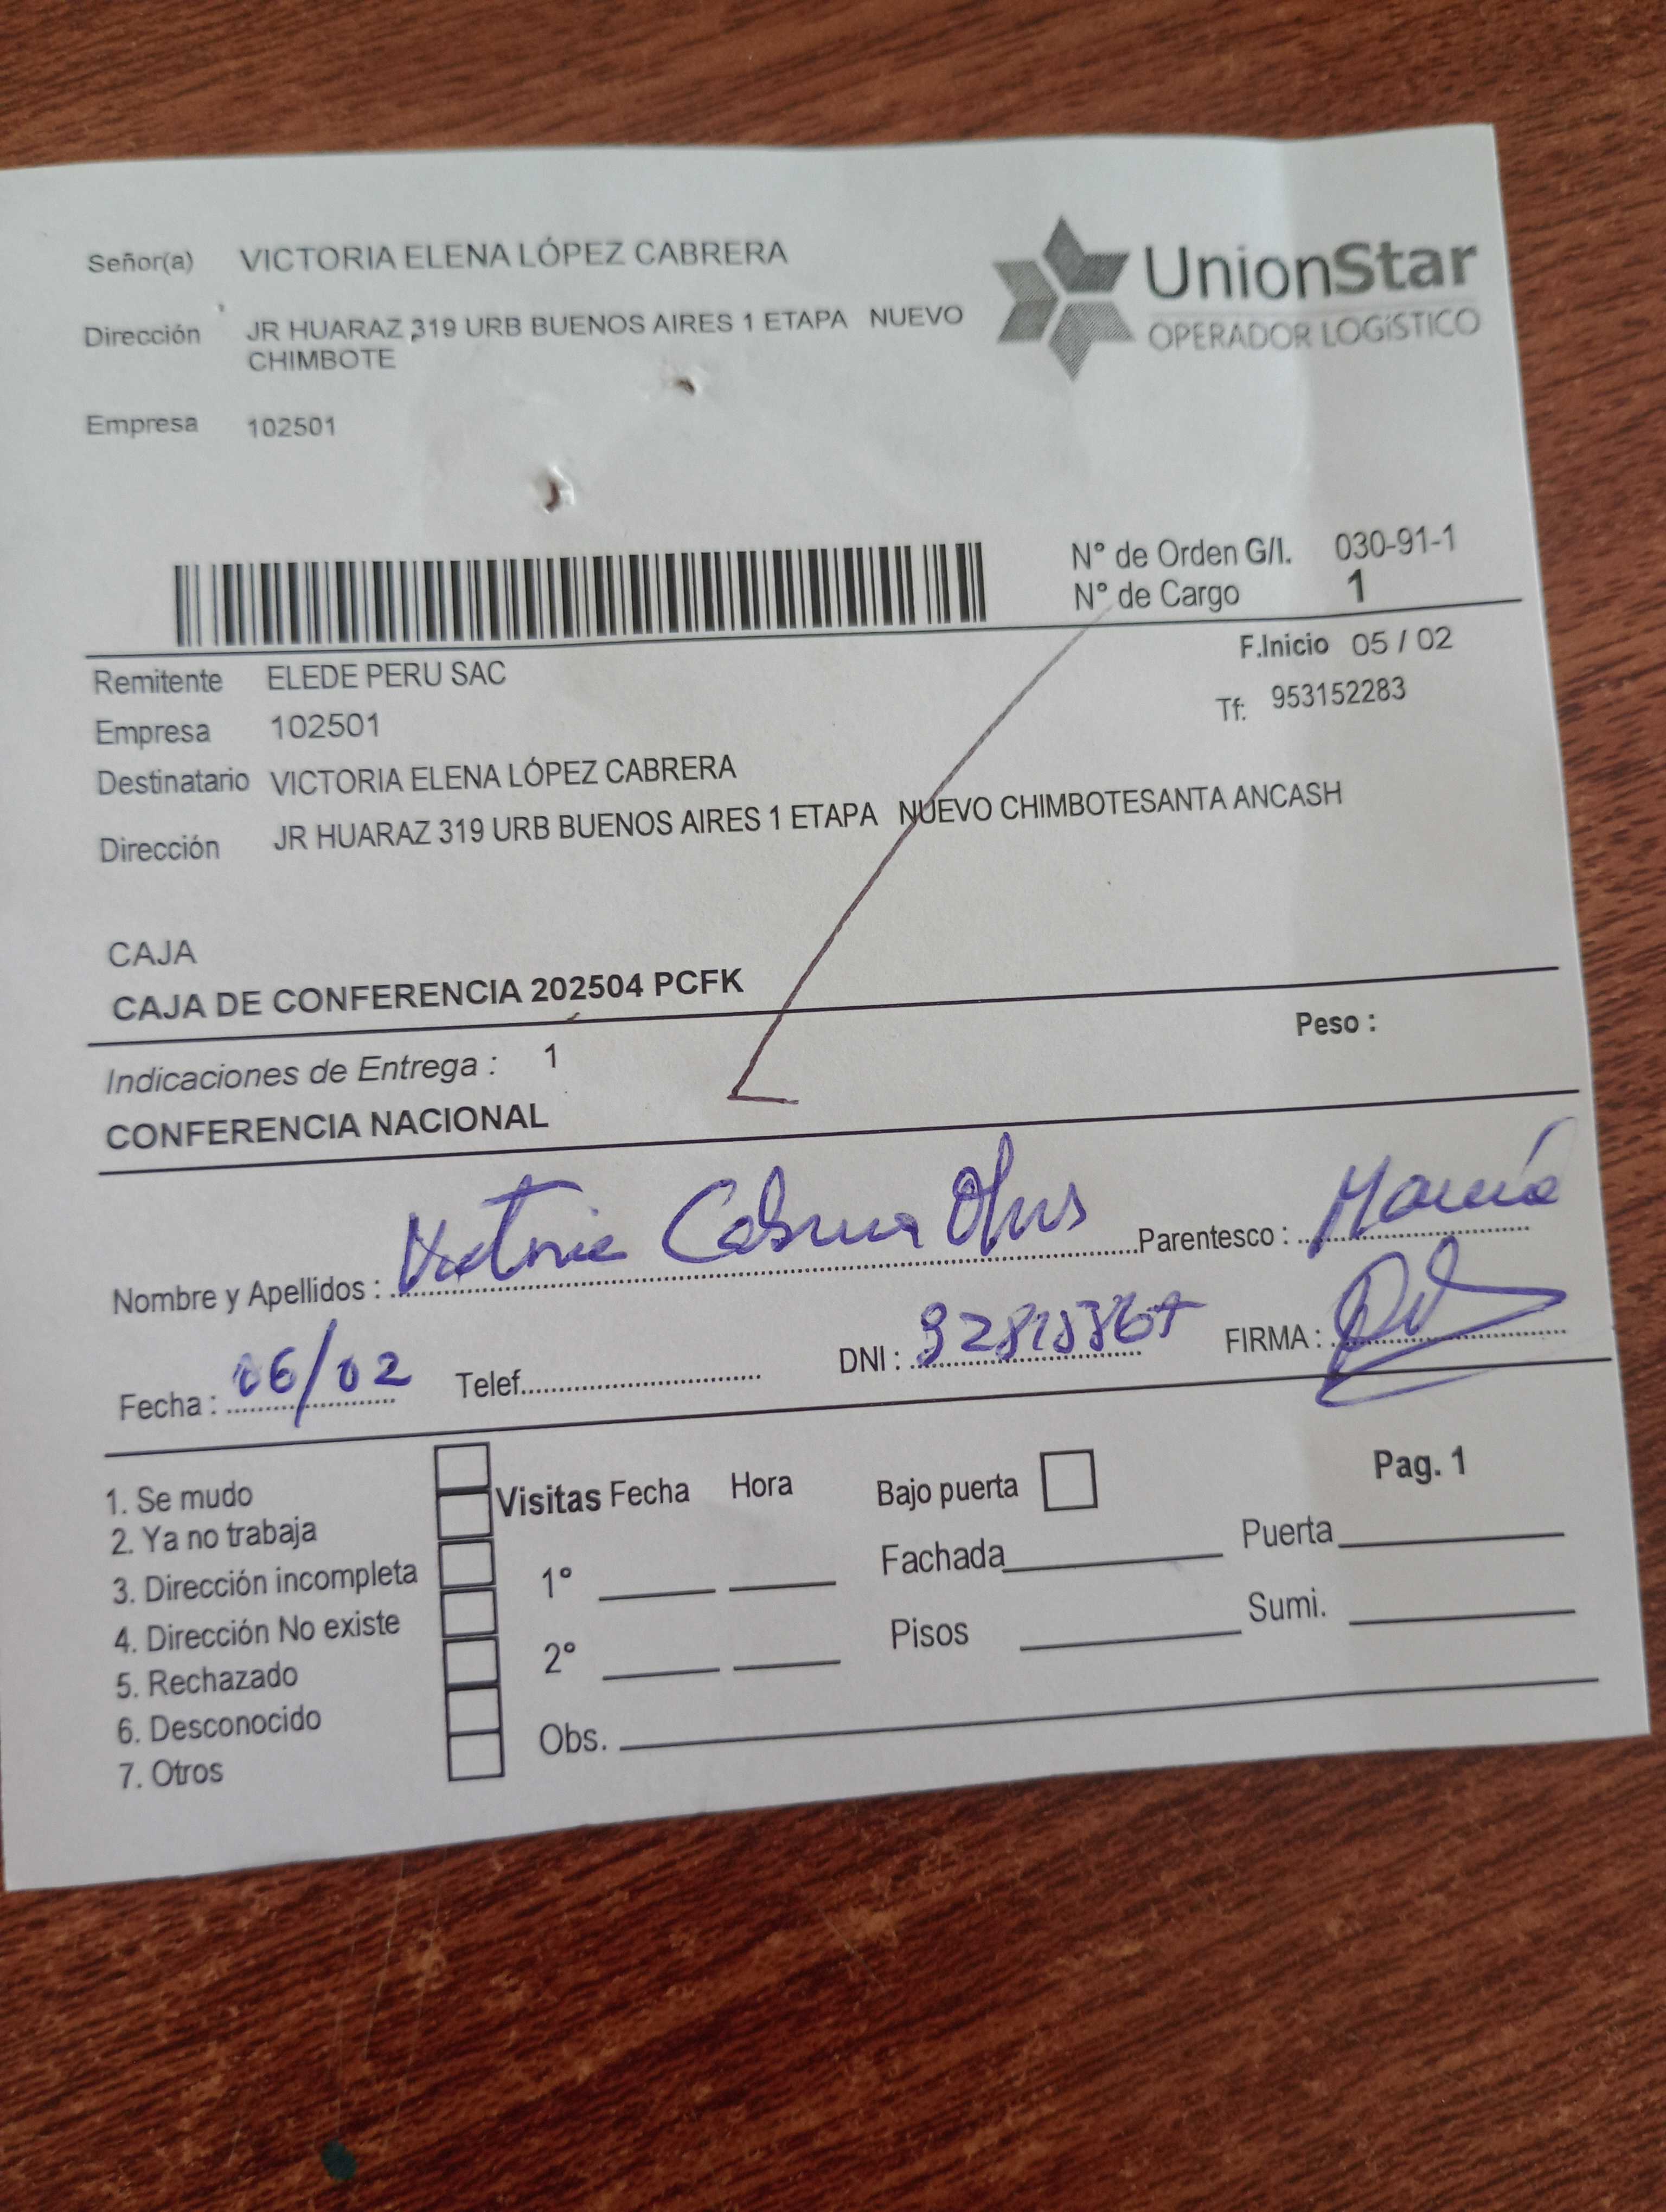 Señor(a) VICTORIA ELENA LÓPEZ CABRERA
UnionStar
OPERADOR LOGÍSTICO
Dirección JR HUARAZ 319 URB BUENOS AIRES 1 ETAPA NUEVO
CHIMBOTE
Empresa 102501
N° de Orden G/I. 030-91-1
N° de Cargo 1
F.Inicio 05 / 02
Remitente ELEDE PERU SAC
Tf: 953152283
Empresa 102501
Destinatario VICTORIA ELENA LÓPEZ CABRERA
Dirección JR HUARAZ 319 URB BUENOS AIRES 1 ETAPA NUEVO CHIMBOTESANTA ANCASH
CAJA
CAJA DE CONFERENCIA 202504 PCFK
Indicaciones de Entrega : 1 Peso :
CONFERENCIA NACIONAL
Nombre y Apellidos : Victoria Cabrera Parentesco :
Fecha : 06/02 Telef. DNI : FIRMA :
1. Se mudo
2. Ya no trabaja
3. Dirección incompleta
4. Dirección No existe
5. Rechazado
6. Desconocido
7. Otros
Visitas Fecha Hora
1°
2°
Obs.
Bajo puerta
Fachada
Pisos
Pag. 1
Puerta
Sumi.